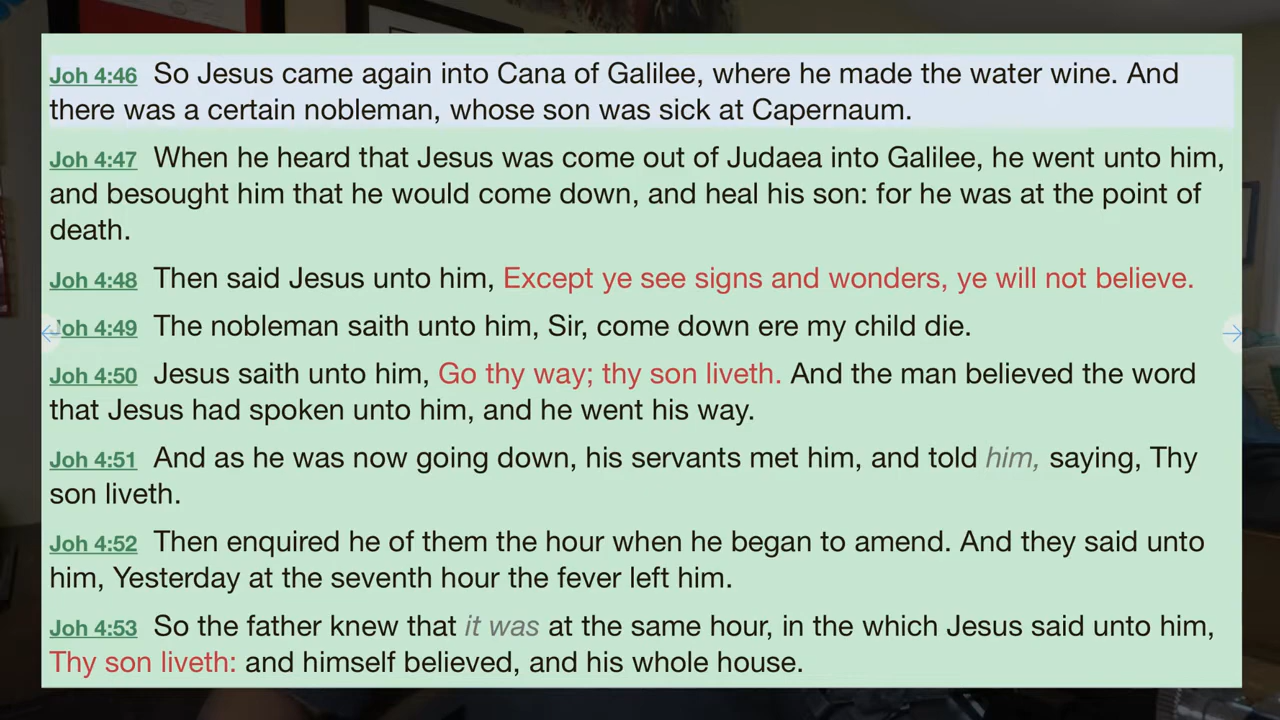 Joh 4:46 So Jesus came again into Cana of Galilee, where he made the water wine. And
there was a certain nobleman, whose son was sick at Capernaum.
Joh 4:47 When he heard that Jesus was come out of Judaea into Galilee, he went unto him,
and besought him that he would come down, and heal his son: for he was at the point of
death.
Joh 4:48 Then said Jesus unto him, Except ye see signs and wonders, ye will not believe.
Joh 4:49 The nobleman saith unto him, Sir, come down ere my child die.
Joh 4:50 Jesus saith unto him, Go thy way; thy son liveth. And the man believed the word
that Jesus had spoken unto him, and he went his way.
Joh 4:51 And as he was now going down, his servants met him, and told him, saying, Thy
son liveth.
Joh 4:52 Then enquired he of them the hour when he began to amend. And they said unto
him, Yesterday at the seventh hour the fever left him.
Joh 4:53 So the father knew that it was at the same hour, in the which Jesus said unto him,
Thy son liveth: and himself believed, and his whole house.